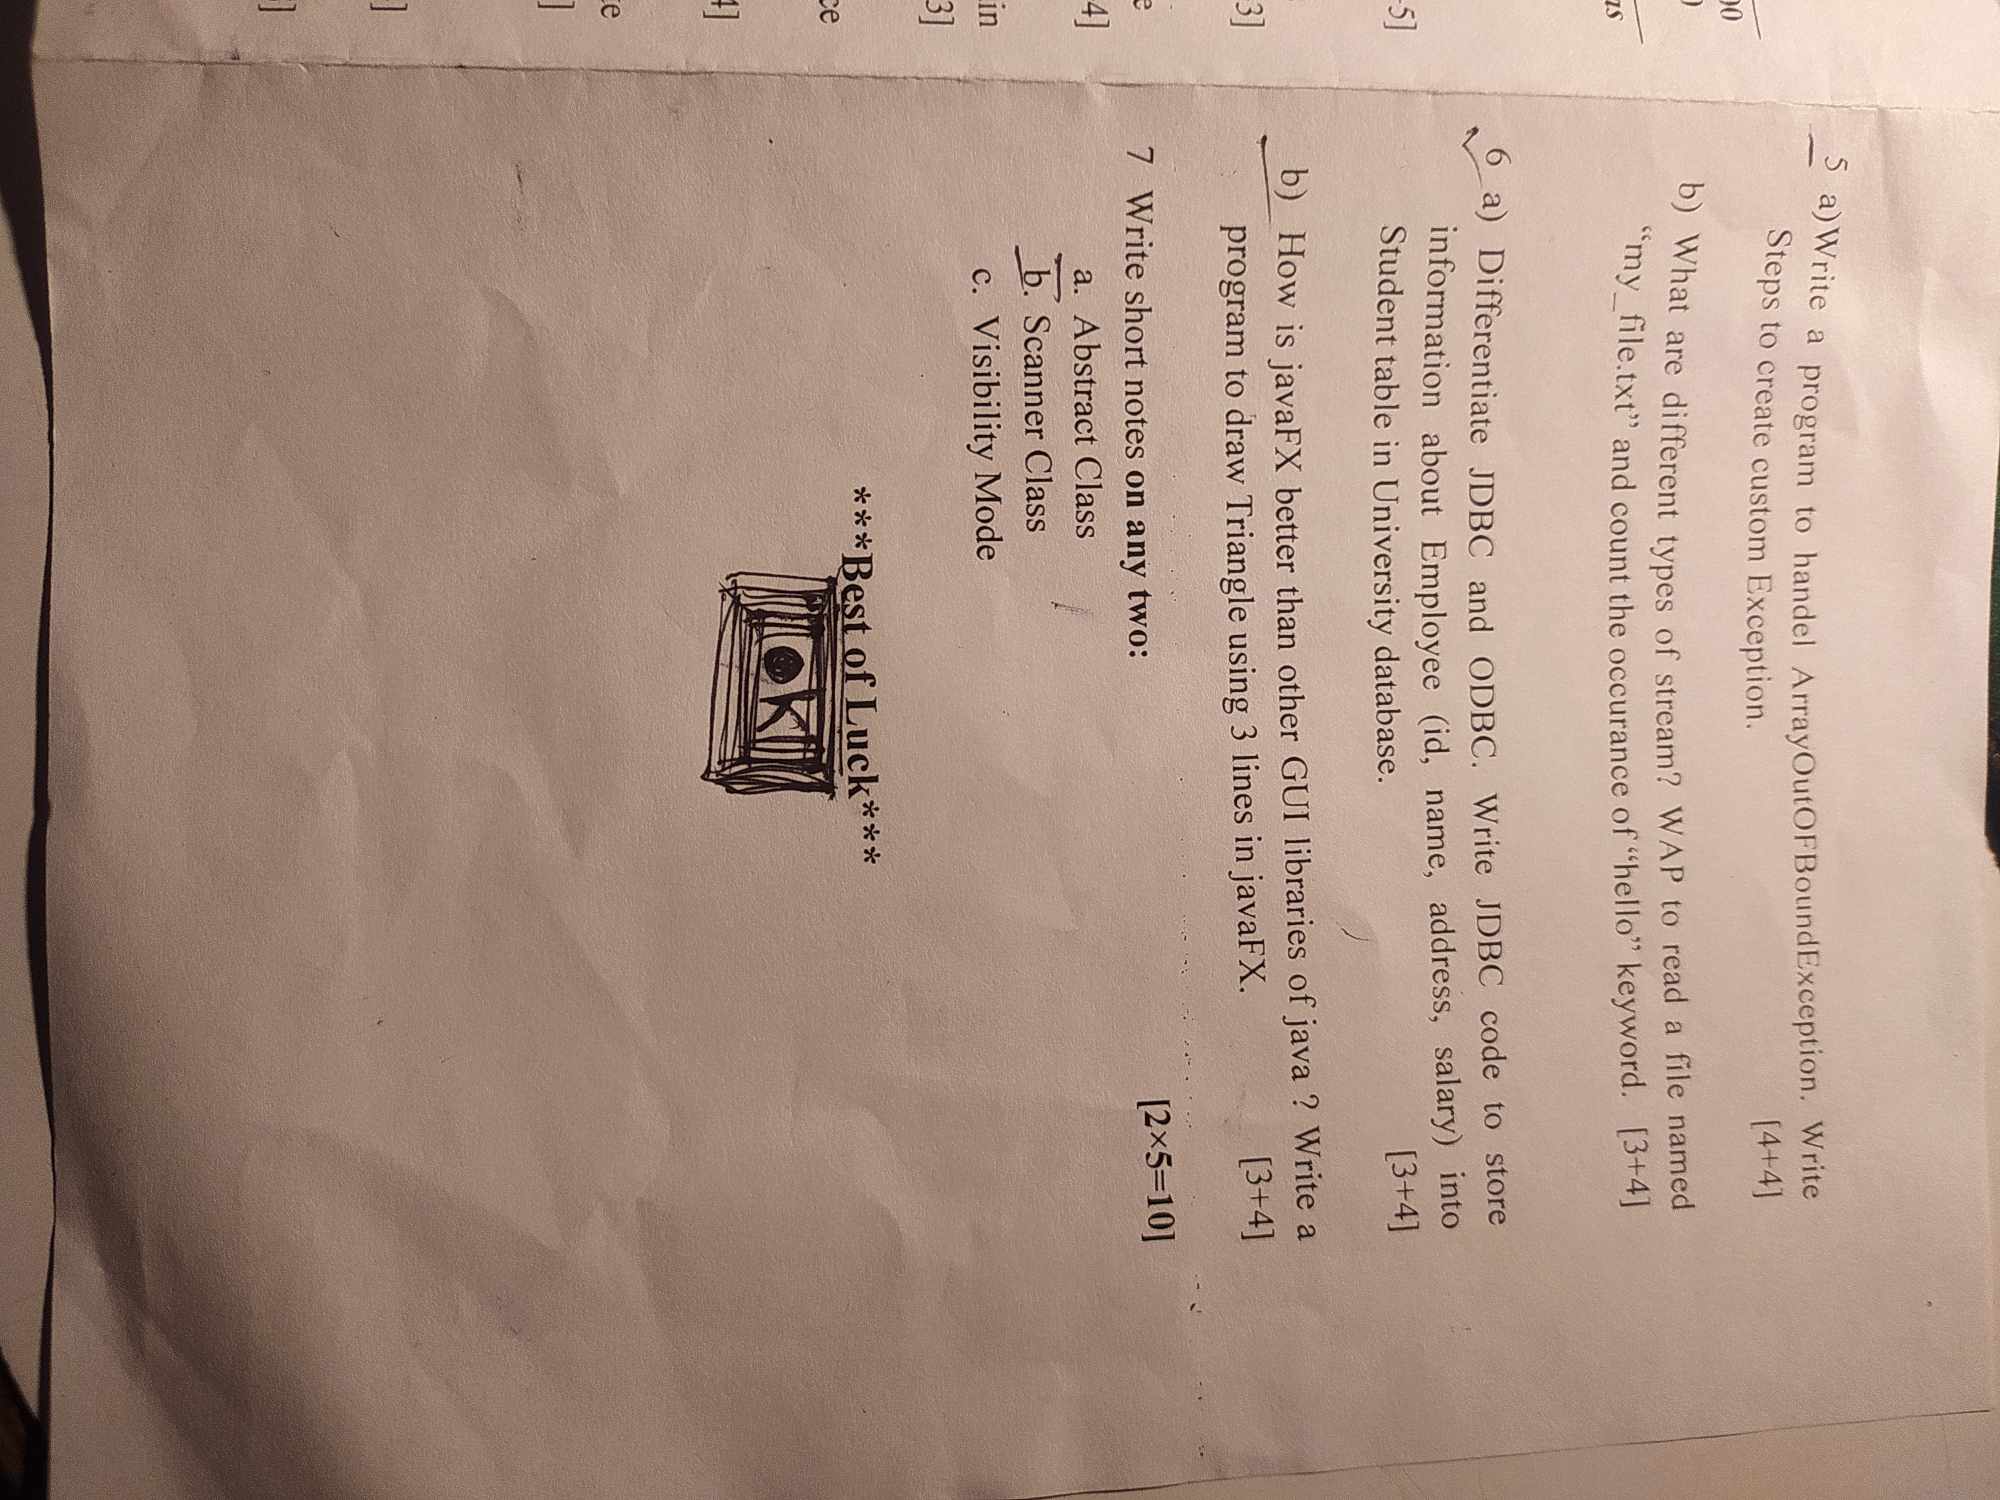 5 a)Write a program to handel ArrayOutOFBoundException. Write
Steps to create custom Exception. [4+4]
b) What are different types of stream? WAP to read a file named
“my_file.txt” and count the occurance of “hello” keyword. [3+4]
6 a) Differentiate JDBC and ODBC. Write JDBC code to store
information about Employee (id, name, address, salary) into
Student table in University database. [3+4]
b) How is javaFX better than other GUI libraries of java ? Write a
program to draw Triangle using 3 lines in javaFX. [3+4]
7 Write short notes on any two: [2×5=10]
a. Abstract Class
b. Scanner Class
c. Visibility Mode
***Best of Luck***
OK
-5]
3]
4]
in
3]
4]